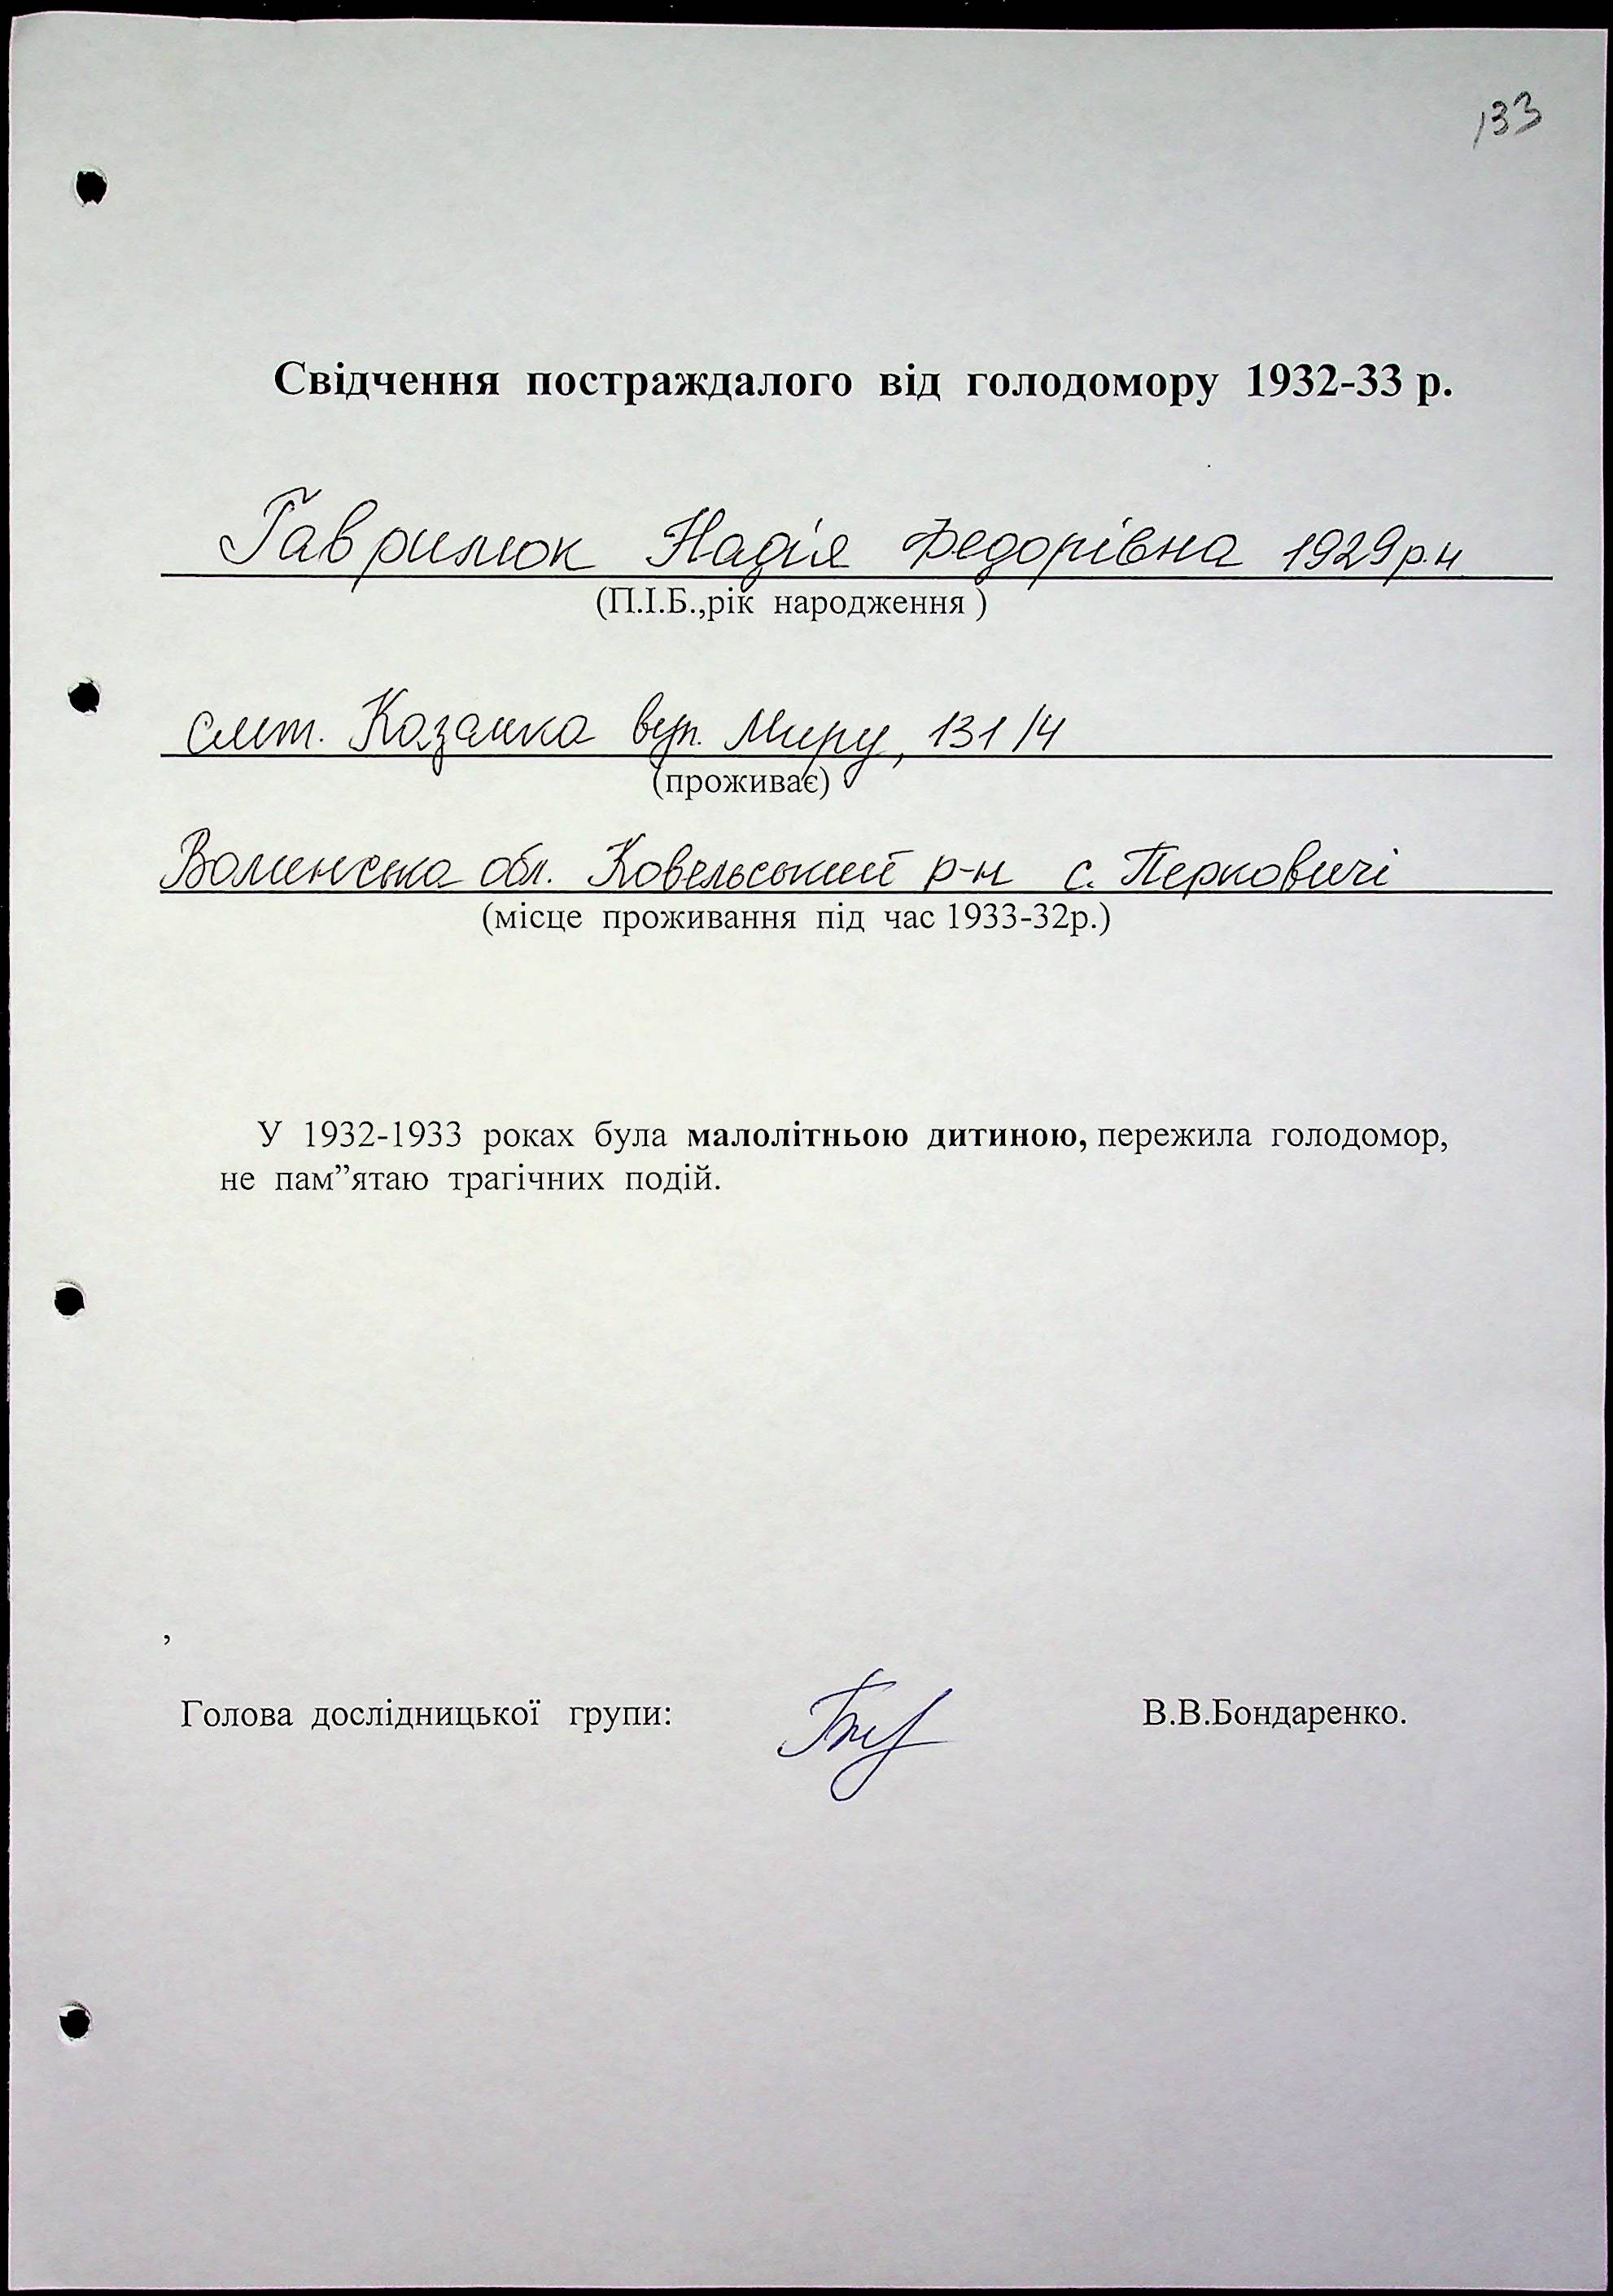 133
Свідчення постраждалого від голодомору 1932-33 р.
Гаврилюк Надія Федорівна 1929р.н
(П.І.Б.,рік народження )
смт. Казанка вул. Миру, 131/4
(проживає)
Волинська обл. Ковельський р-н с. Перковичі
(місце проживання під час 1933-32р.)
У 1932-1933 роках була малолітньою дитиною, пережила голодомор,
не пам”ятаю трагічних подій.
,
Голова дослідницької групи: В.В.Бондаренко.